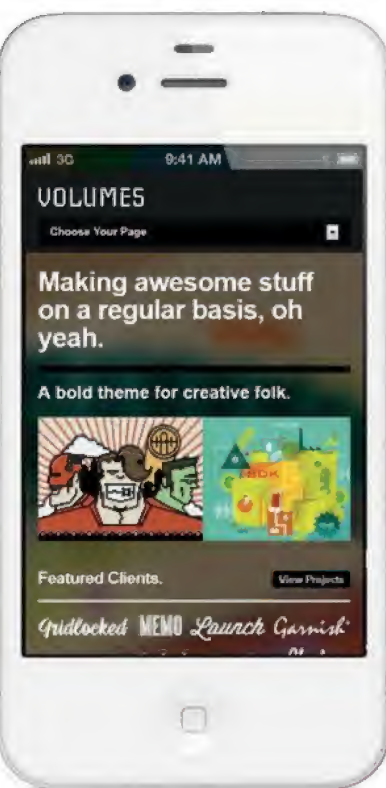 3G 9:41 AM
VOLUMES
Choose Your Page
Making awesome stuff
on a regular basis, oh
yeah.
A bold theme for creative folk.
Featured Clients.
View Projects
Gridlocked MEMO Launch Garnish